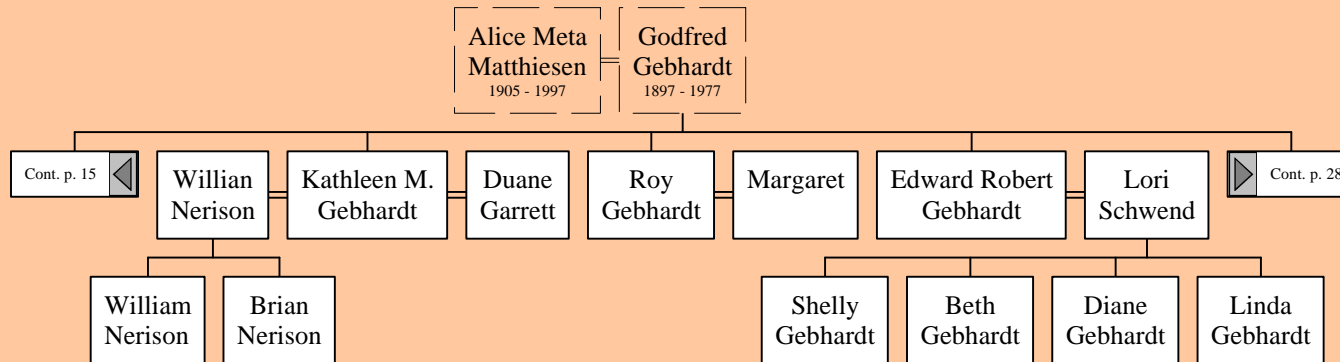 Alice Meta
Matthiesen
1905 - 1997
Godfred
Gebhardt
1897 - 1977
Cont. p. 15
Willian
Nerison
Kathleen M.
Gebhardt
Duane
Garrett
Roy
Gebhardt
Margaret
Edward Robert
Gebhardt
Lori
Schwend
Cont. p. 28
William
Nerison
Brian
Nerison
Shelly
Gebhardt
Beth
Gebhardt
Diane
Gebhardt
Linda
Gebhardt